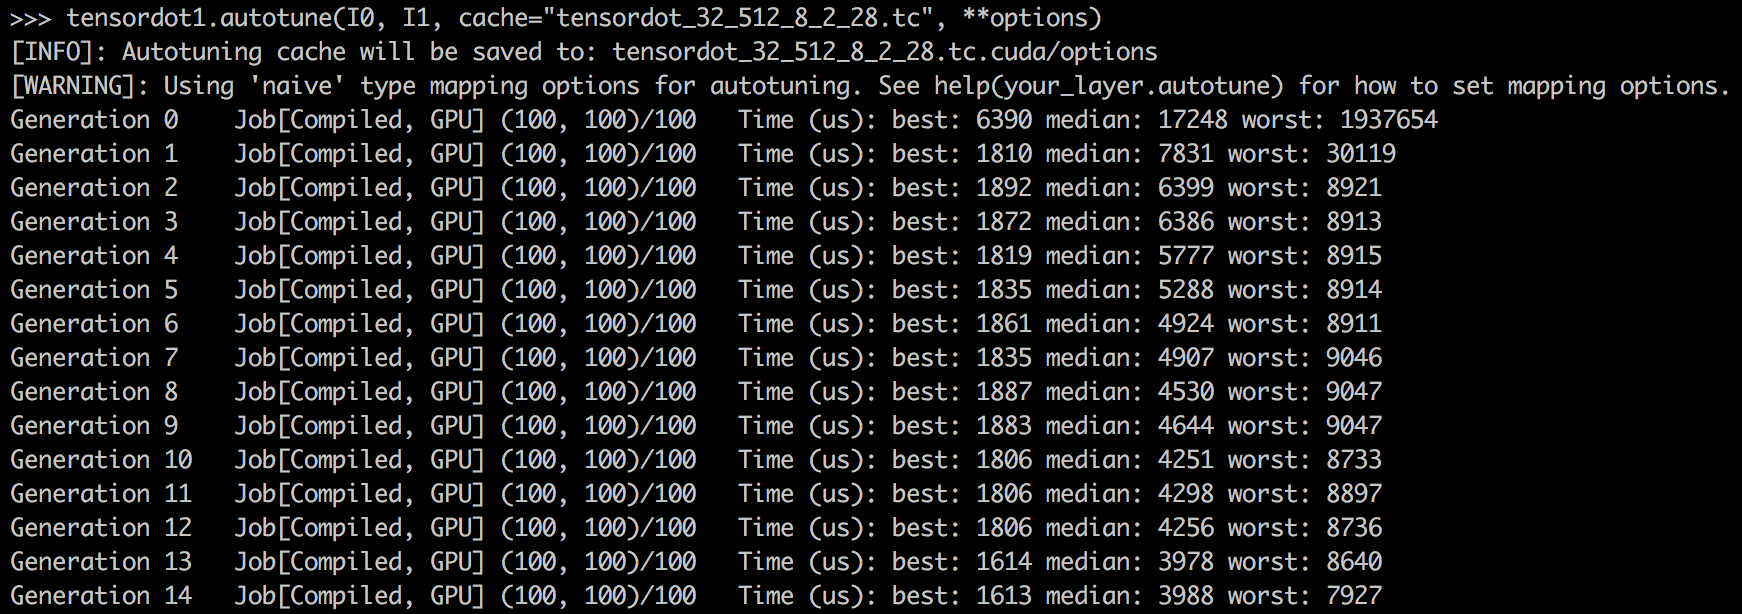 >>> tensordot1.autotune(I0, I1, cache="tensordot_32_512_8_2_28.tc", **options)
[INFO]: Autotuning cache will be saved to: tensordot_32_512_8_2_28.tc.cuda/options
[WARNING]: Using 'naive' type mapping options for autotuning. See help(your_layer.autotune) for how to set mapping options.
Generation 0    Job[Compiled, GPU] (100, 100)/100   Time (us): best: 6390 median: 17248 worst: 1937654
Generation 1    Job[Compiled, GPU] (100, 100)/100   Time (us): best: 1810 median: 7831 worst: 30119
Generation 2    Job[Compiled, GPU] (100, 100)/100   Time (us): best: 1892 median: 6399 worst: 8921
Generation 3    Job[Compiled, GPU] (100, 100)/100   Time (us): best: 1872 median: 6386 worst: 8913
Generation 4    Job[Compiled, GPU] (100, 100)/100   Time (us): best: 1819 median: 5777 worst: 8915
Generation 5    Job[Compiled, GPU] (100, 100)/100   Time (us): best: 1835 median: 5288 worst: 8914
Generation 6    Job[Compiled, GPU] (100, 100)/100   Time (us): best: 1861 median: 4924 worst: 8911
Generation 7    Job[Compiled, GPU] (100, 100)/100   Time (us): best: 1835 median: 4907 worst: 9046
Generation 8    Job[Compiled, GPU] (100, 100)/100   Time (us): best: 1887 median: 4530 worst: 9047
Generation 9    Job[Compiled, GPU] (100, 100)/100   Time (us): best: 1883 median: 4644 worst: 9047
Generation 10   Job[Compiled, GPU] (100, 100)/100   Time (us): best: 1806 median: 4251 worst: 8733
Generation 11   Job[Compiled, GPU] (100, 100)/100   Time (us): best: 1806 median: 4298 worst: 8897
Generation 12   Job[Compiled, GPU] (100, 100)/100   Time (us): best: 1806 median: 4256 worst: 8736
Generation 13   Job[Compiled, GPU] (100, 100)/100   Time (us): best: 1614 median: 3978 worst: 8640
Generation 14   Job[Compiled, GPU] (100, 100)/100   Time (us): best: 1613 median: 3988 worst: 7927